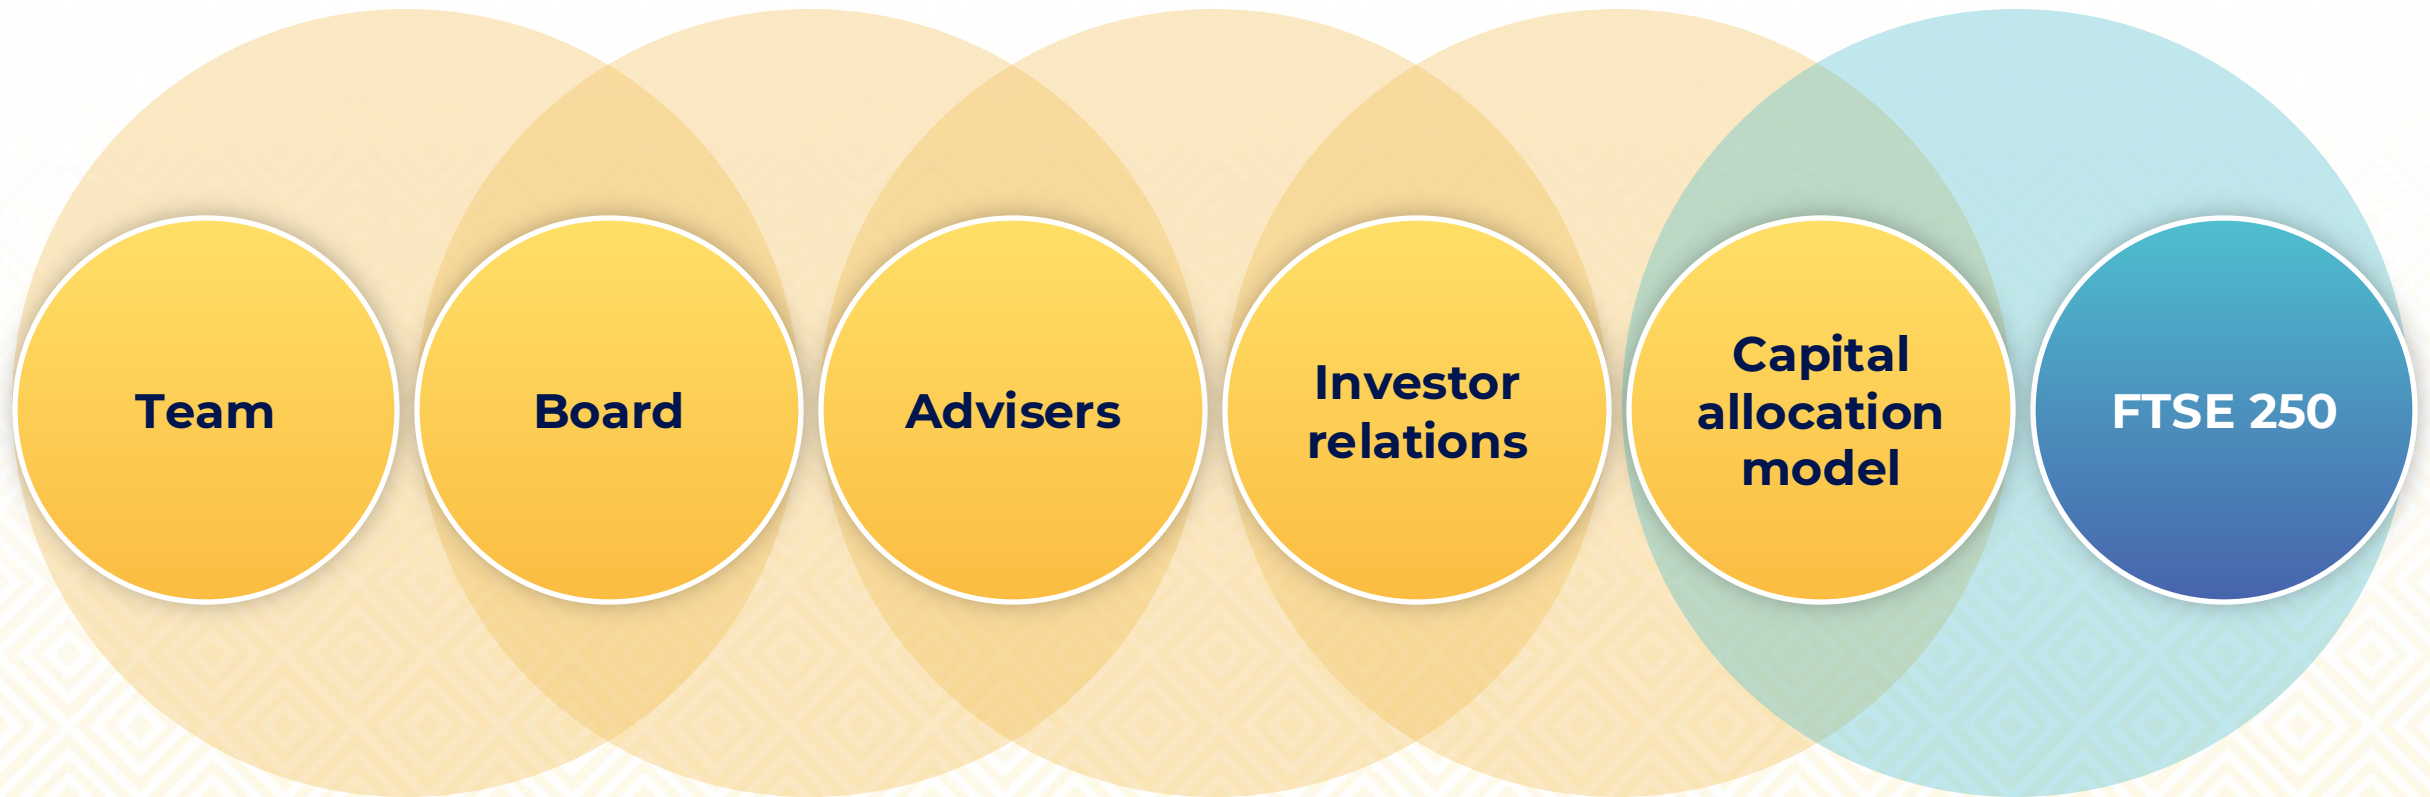 Team
Board
Advisers
Investor
relations
Capital
allocation
model
FTSE 250